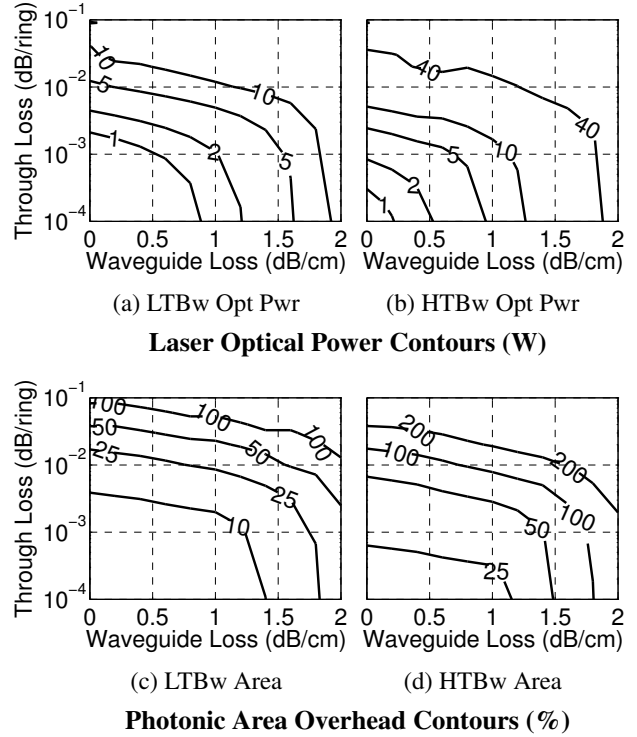 Through Loss (dB/ring)
10⁻¹
10⁻²
10⁻³
10⁻⁴
10
10
5
5
2
1
0 0.5 1 1.5 2
Waveguide Loss (dB/cm)
(a) LTBw Opt Pwr
40
40
10
5
2
1
0 0.5 1 1.5 2
Waveguide Loss (dB/cm)
(b) HTBw Opt Pwr
Laser Optical Power Contours (W)
Through Loss (dB/ring)
10⁻¹
10⁻²
10⁻³
10⁻⁴
100
100
100
50
50
25
25
10
0 0.5 1 1.5 2
Waveguide Loss (dB/cm)
(c) LTBw Area
200
200
100
100
50
25
0 0.5 1 1.5 2
Waveguide Loss (dB/cm)
(d) HTBw Area
Photonic Area Overhead Contours (%)